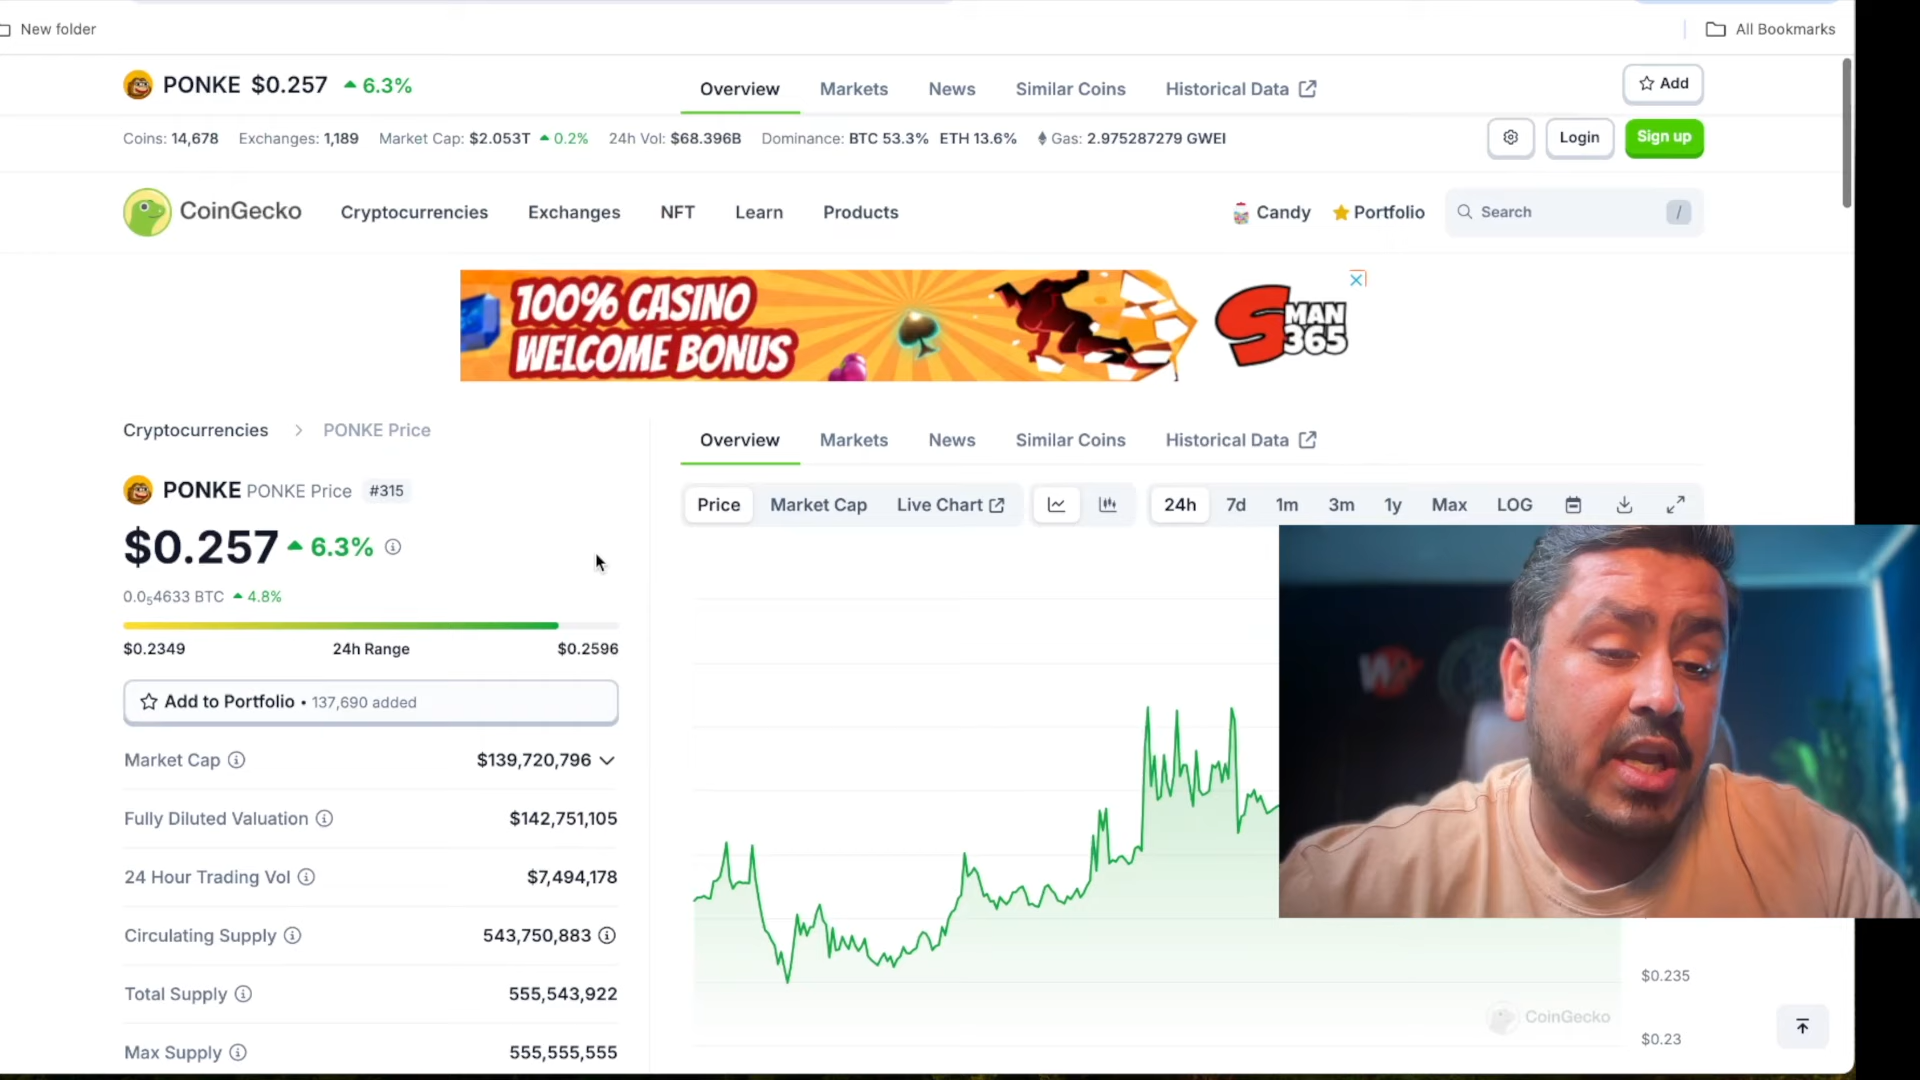 New folder
All Bookmarks
PONKE $0.257 6.3%
Overview Markets News Similar Coins Historical Data
Add
Coins: 14,678 Exchanges: 1,189 Market Cap: $2.053T 0.2% 24h Vol: $68.396B Dominance: BTC 53.3% ETH 13.6% Gas: 2.975287279 GWEI
Login
Sign up
CoinGecko
Cryptocurrencies Exchanges NFT Learn Products
Candy Portfolio Search /
100% CASINO
WELCOME BONUS
S MAN
365
Cryptocurrencies > PONKE Price
Overview Markets News Similar Coins Historical Data
PONKE PONKE Price #315
Price Market Cap Live Chart 24h 7d 1m 3m 1y Max LOG
$0.257 6.3%
0.0₅4633 BTC 4.8%
$0.2349 24h Range $0.2596
Add to Portfolio • 137,690 added
Market Cap $139,720,796
Fully Diluted Valuation $142,751,105
24 Hour Trading Vol $7,494,178
Circulating Supply 543,750,883
Total Supply 555,543,922
Max Supply 555,555,555
$0.235
CoinGecko
$0.23